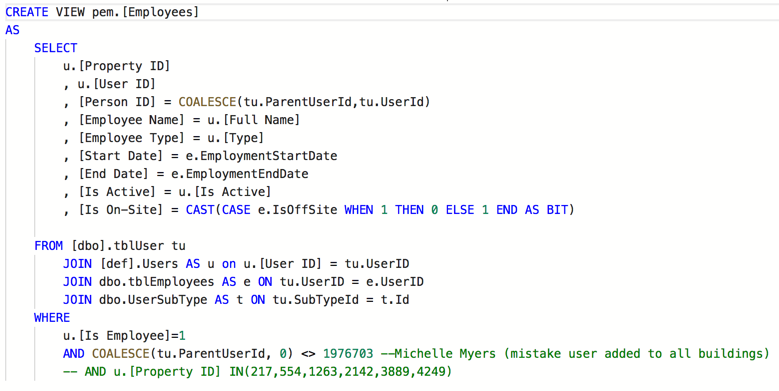 CREATE VIEW pem.[Employees]
AS
SELECT
u.[Property ID]
, u.[User ID]
, [Person ID] = COALESCE(tu.ParentUserId,tu.UserId)
, [Employee Name] = u.[Full Name]
, [Employee Type] = u.[Type]
, [Start Date] = e.EmploymentStartDate
, [End Date] = e.EmploymentEndDate
, [Is Active] = u.[Is Active]
, [Is On-Site] = CAST(CASE e.IsOffSite WHEN 1 THEN 0 ELSE 1 END AS BIT)
FROM [dbo].tblUser tu
JOIN [def].Users AS u on u.[User ID] = tu.UserID
JOIN dbo.tblEmployees AS e ON tu.UserID = e.UserID
JOIN dbo.UserSubType AS t ON tu.SubTypeId = t.Id
WHERE
u.[Is Employee]=1
AND COALESCE(tu.ParentUserId, 0) <> 1976703 --Michelle Myers (mistake user added to all buildings)
-- AND u.[Property ID] IN(217,554,1263,2142,3889,4249)